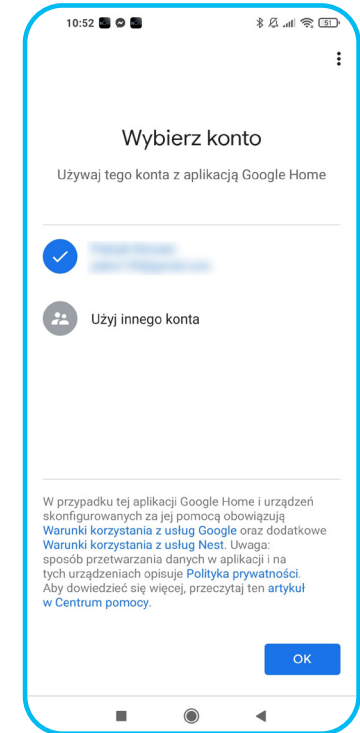 10:52
51
Wybierz konto
Używaj tego konta z aplikacją Google Home
Użyj innego konta
W przypadku tej aplikacji Google Home i urządzeń
skonfigurowanych za jej pomocą obowiązują
Warunki korzystania z usług Google oraz dodatkowe
Warunki korzystania z usług Nest. Uwaga:
sposób przetwarzania danych w aplikacji i na
tych urządzeniach opisuje Polityka prywatności.
Aby dowiedzieć się więcej, przeczytaj ten artykuł
w Centrum pomocy.
OK